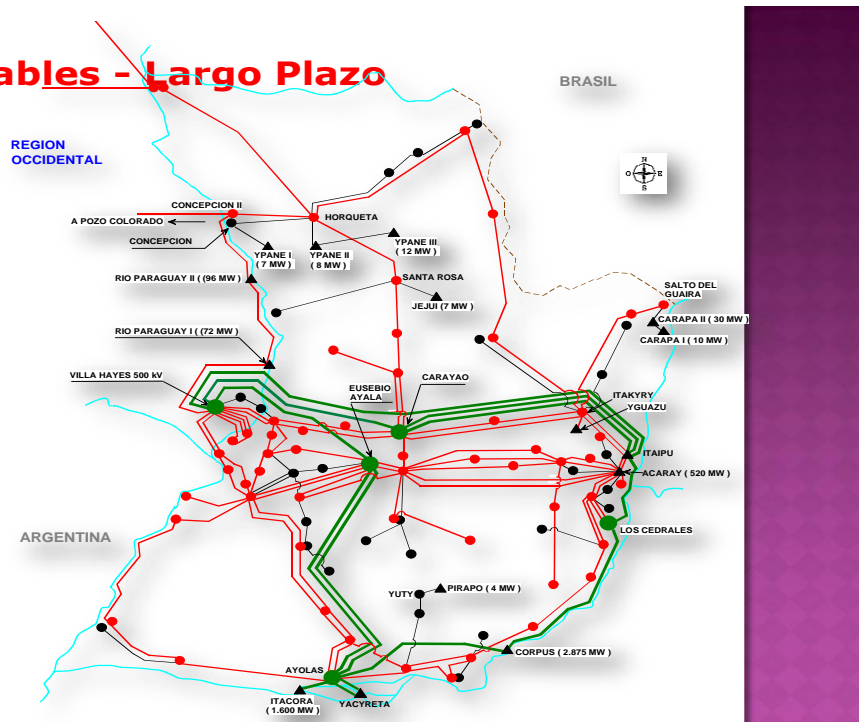 ables - Largo Plazo
BRASIL
REGION
OCCIDENTAL
N
O
E
S
CONCEPCION II
A POZO COLORADO
HORQUETA
CONCEPCION
YPANE I
( 7 MW )
YPANE II
( 8 MW )
YPANE III
( 12 MW )
RIO PARAGUAY II ( (96 MW )
SANTA ROSA
JEJUI (7 MW )
SALTO DEL
GUAIRA
CARAPA II ( 30 MW )
CARAPA I ( 10 MW )
RIO PARAGUAY I ( (72 MW )
VILLA HAYES 500 kV
EUSEBIO
AYALA
CARAYAO
ITAKYRY
YGUAZU
ITAIPU
ACARAY ( 520 MW )
LOS CEDRALES
ARGENTINA
YUTY
PIRAPO ( 4 MW )
CORPUS ( 2.875 MW )
AYOLAS
ITACORA
( 1.600 MW )
YACYRETA